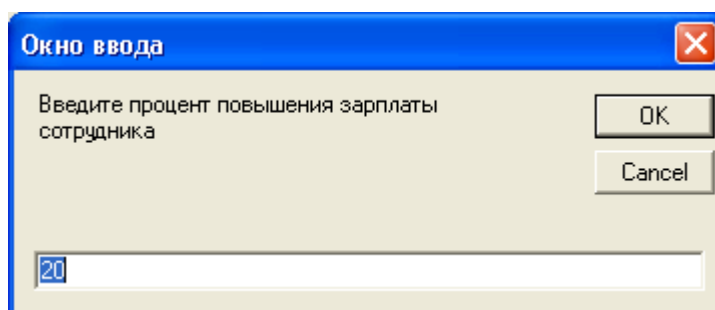 Окно ввода
Введите процент повышения зарплаты
сотрудника
OK
Cancel
20